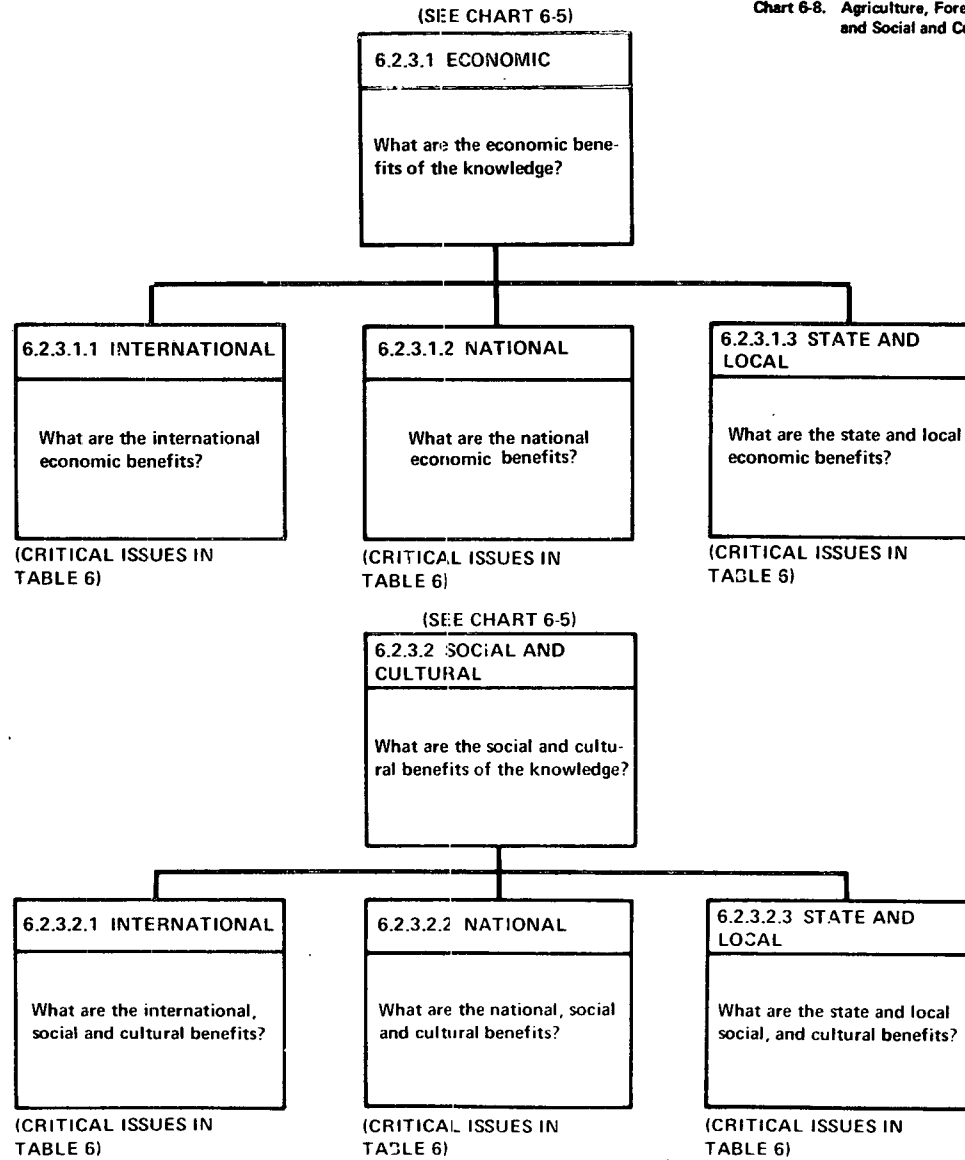 Chart 6-8. Agriculture, Fore
and Social and
(SEE CHART 6-5)
6.2.3.1 ECONOMIC
What are the economic bene-
fits of the knowledge?
6.2.3.1.1 INTERNATIONAL
What are the international
economic benefits?
(CRITICAL ISSUES IN
TABLE 6)
6.2.3.1.2 NATIONAL
What are the national
economic benefits?
(CRITICAL ISSUES IN
TABLE 6)
6.2.3.1.3 STATE AND
LOCAL
What are the state and local
economic benefits?
(CRITICAL ISSUES IN
TABLE 6)
(SEE CHART 6-5)
6.2.3.2 SOCIAL AND
CULTURAL
What are the social and cultu-
ral benefits of the knowledge?
6.2.3.2.1 INTERNATIONAL
What are the international,
social and cultural benefits?
(CRITICAL ISSUES IN
TABLE 6)
6.2.3.2.2 NATIONAL
What are the national, social
and cultural benefits?
(CRITICAL ISSUES IN
TABLE 6)
6.2.3.2.3 STATE AND
LOCAL
What are the state and local
social, and cultural benefits?
(CRITICAL ISSUES IN
TABLE 6)